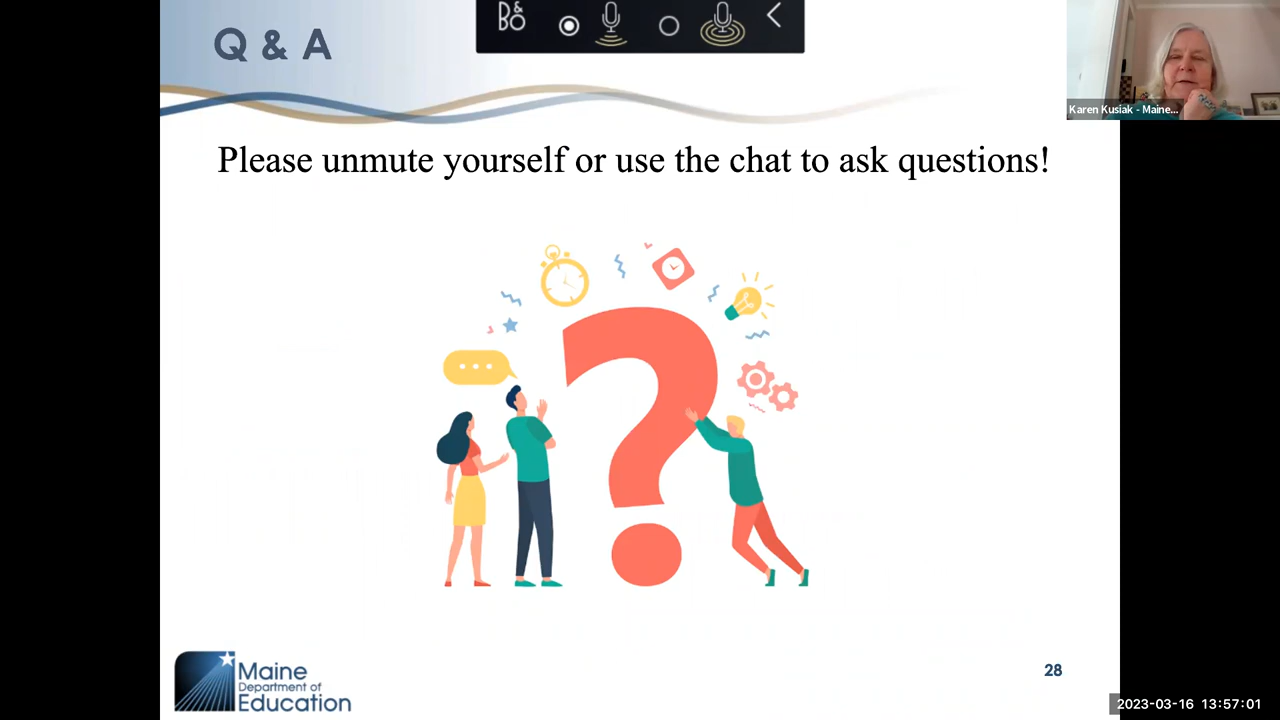 Q & A
B&O
Karen Kusiak - Maine...
Please unmute yourself or use the chat to ask questions!
Maine
Department of
Education
28
2023-03-16 13:57:01